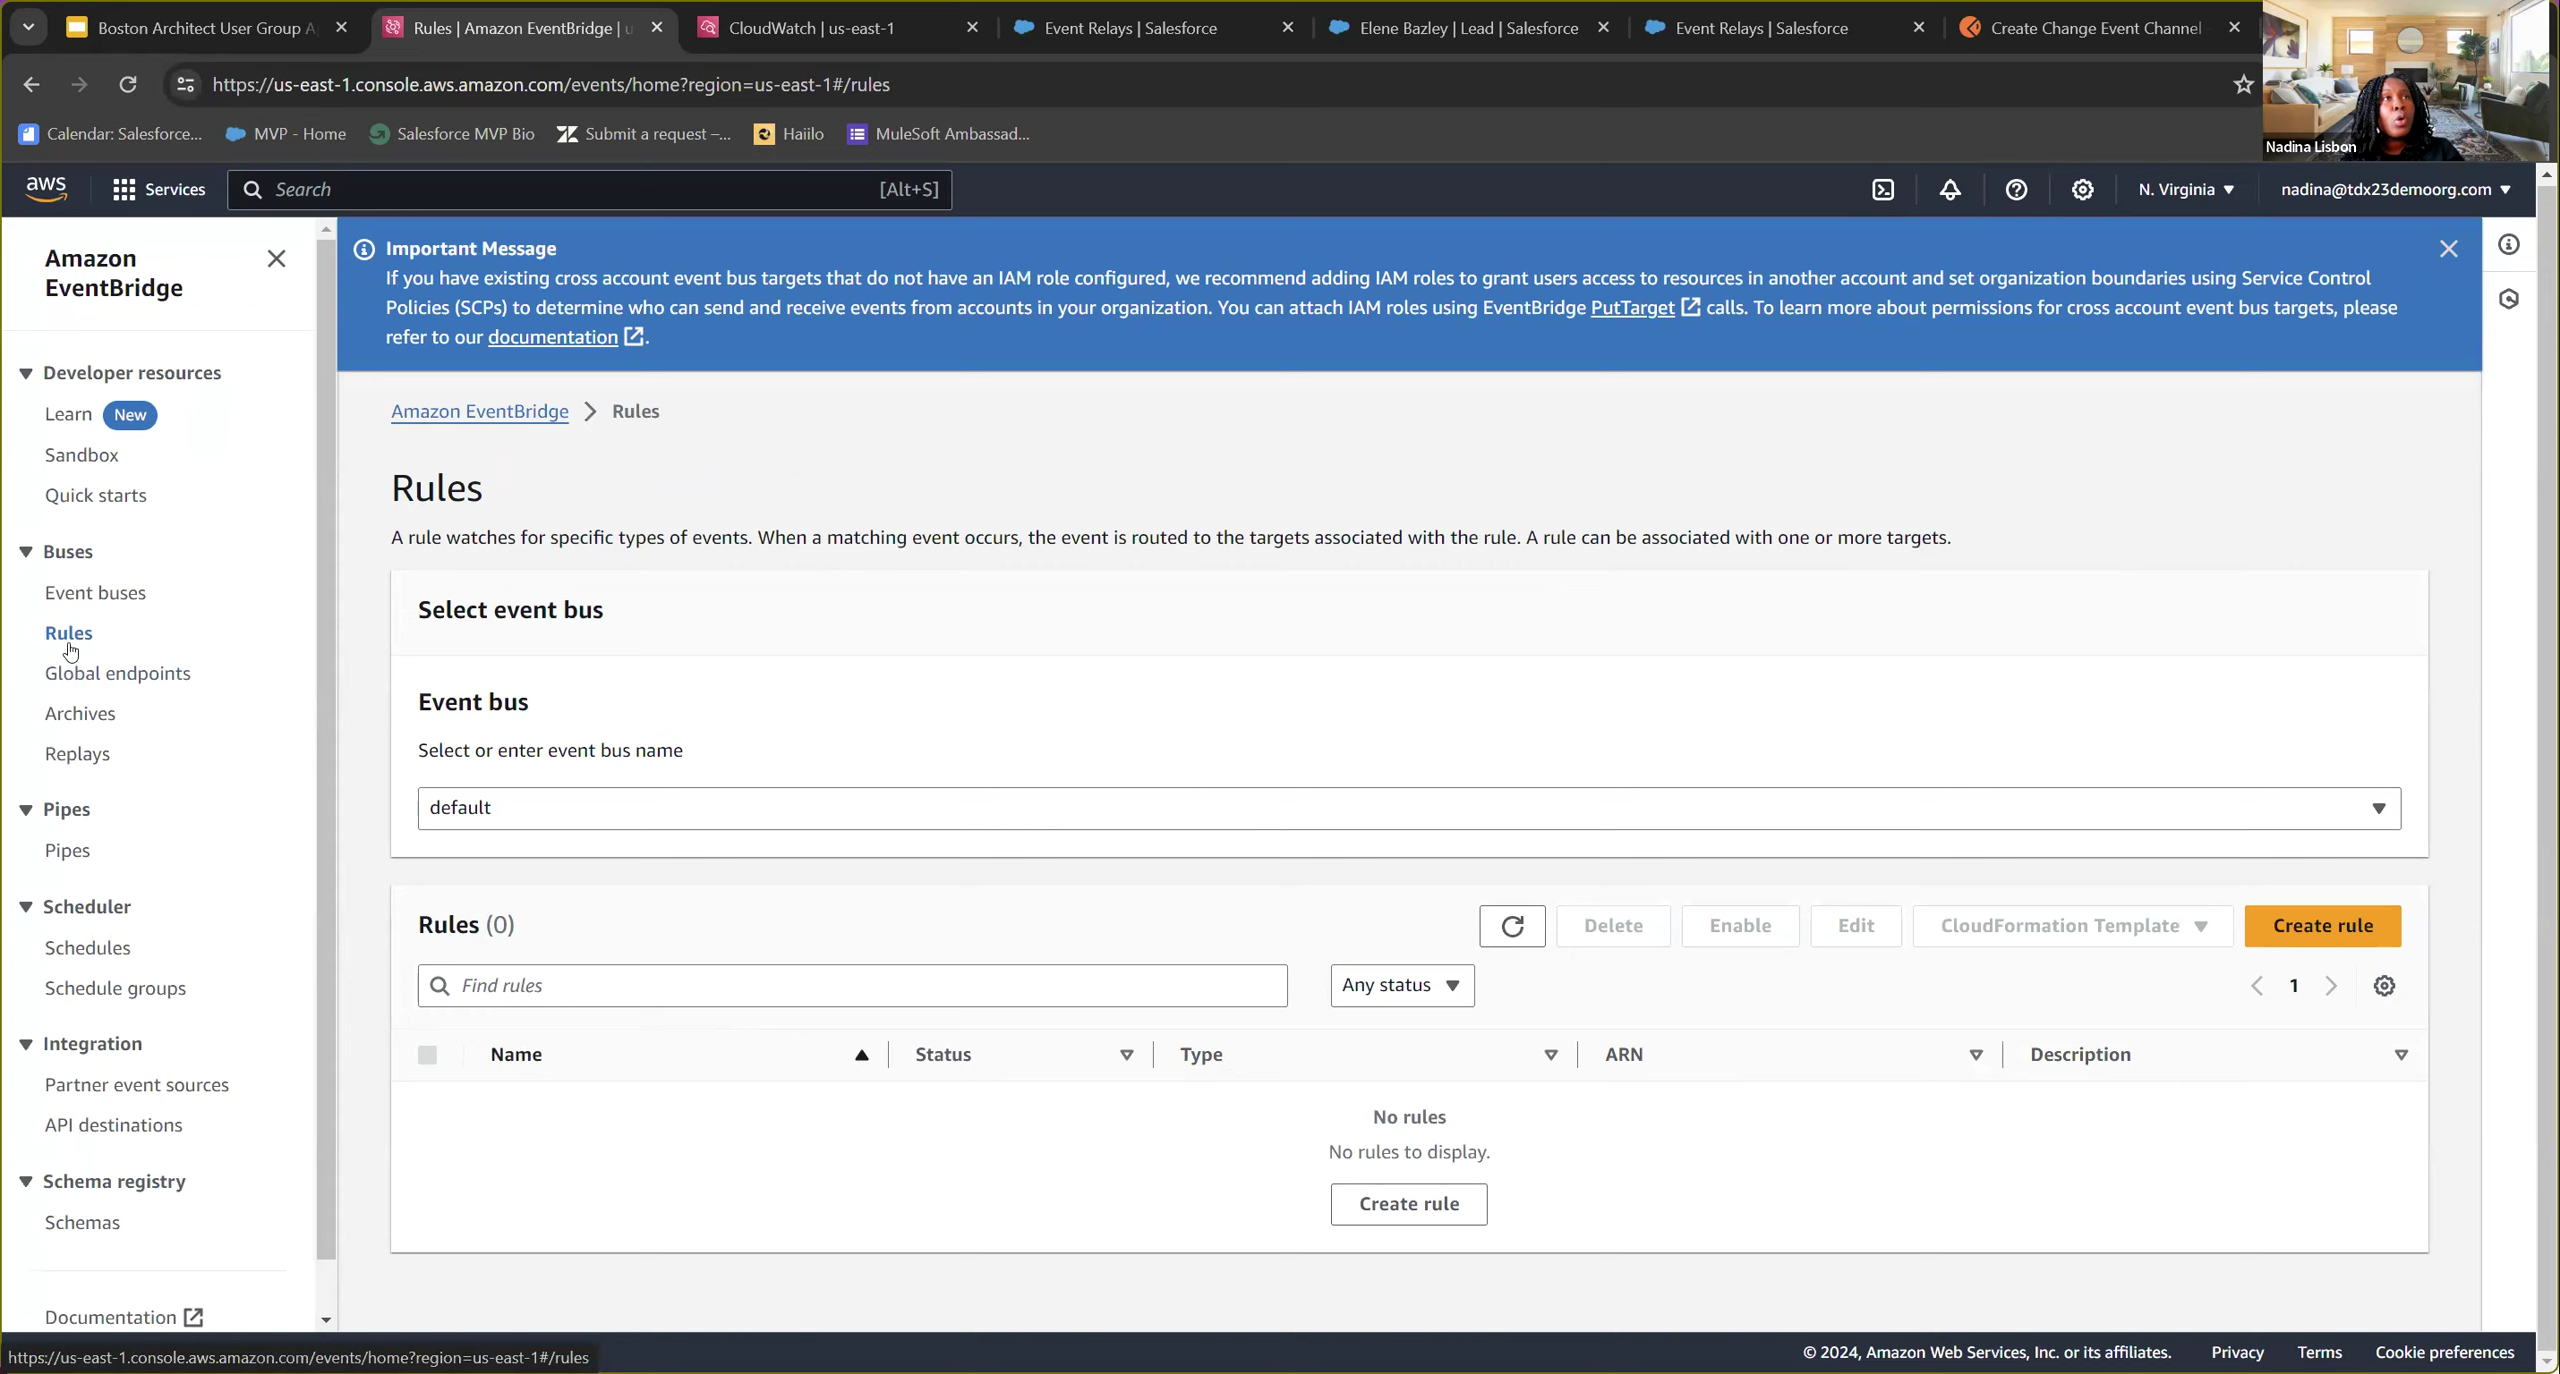 Boston Architect User Group A
Rules | Amazon EventBridge | u
CloudWatch | us-east-1
Event Relays | Salesforce
Elene Bazley | Lead | Salesforce
Event Relays | Salesforce
Create Change Event Channel
https://us-east-1.console.aws.amazon.com/events/home?region=us-east-1#/rules
Calendar: Salesforce...
MVP - Home
Salesforce MVP Bio
Submit a request –...
Haiilo
MuleSoft Ambassad...
Nadina Lisbon
aws
Services
Search
[Alt+S]
N. Virginia
nadina@tdx23demoorg.com
Amazon
EventBridge
Developer resources
Learn New
Sandbox
Quick starts
Buses
Event buses
Rules
Global endpoints
Archives
Replays
Pipes
Pipes
Scheduler
Schedules
Schedule groups
Integration
Partner event sources
API destinations
Schema registry
Schemas
Documentation
Important Message
If you have existing cross account event bus targets that do not have an IAM role configured, we recommend adding IAM roles to grant users access to resources in another account and set organization boundaries using Service Control
Policies (SCPs) to determine who can send and receive events from accounts in your organization. You can attach IAM roles using EventBridge PutTarget calls. To learn more about permissions for cross account event bus targets, please
refer to our documentation .
Amazon EventBridge > Rules
Rules
A rule watches for specific types of events. When a matching event occurs, the event is routed to the targets associated with the rule. A rule can be associated with one or more targets.
Select event bus
Event bus
Select or enter event bus name
default
Rules (0)
Delete
Enable
Edit
CloudFormation Template
Create rule
Find rules
Any status
1
Name
Status
Type
ARN
Description
No rules
No rules to display.
Create rule
https://us-east-1.console.aws.amazon.com/events/home?region=us-east-1#/rules
© 2024, Amazon Web Services, Inc. or its affiliates.
Privacy
Terms
Cookie preferences